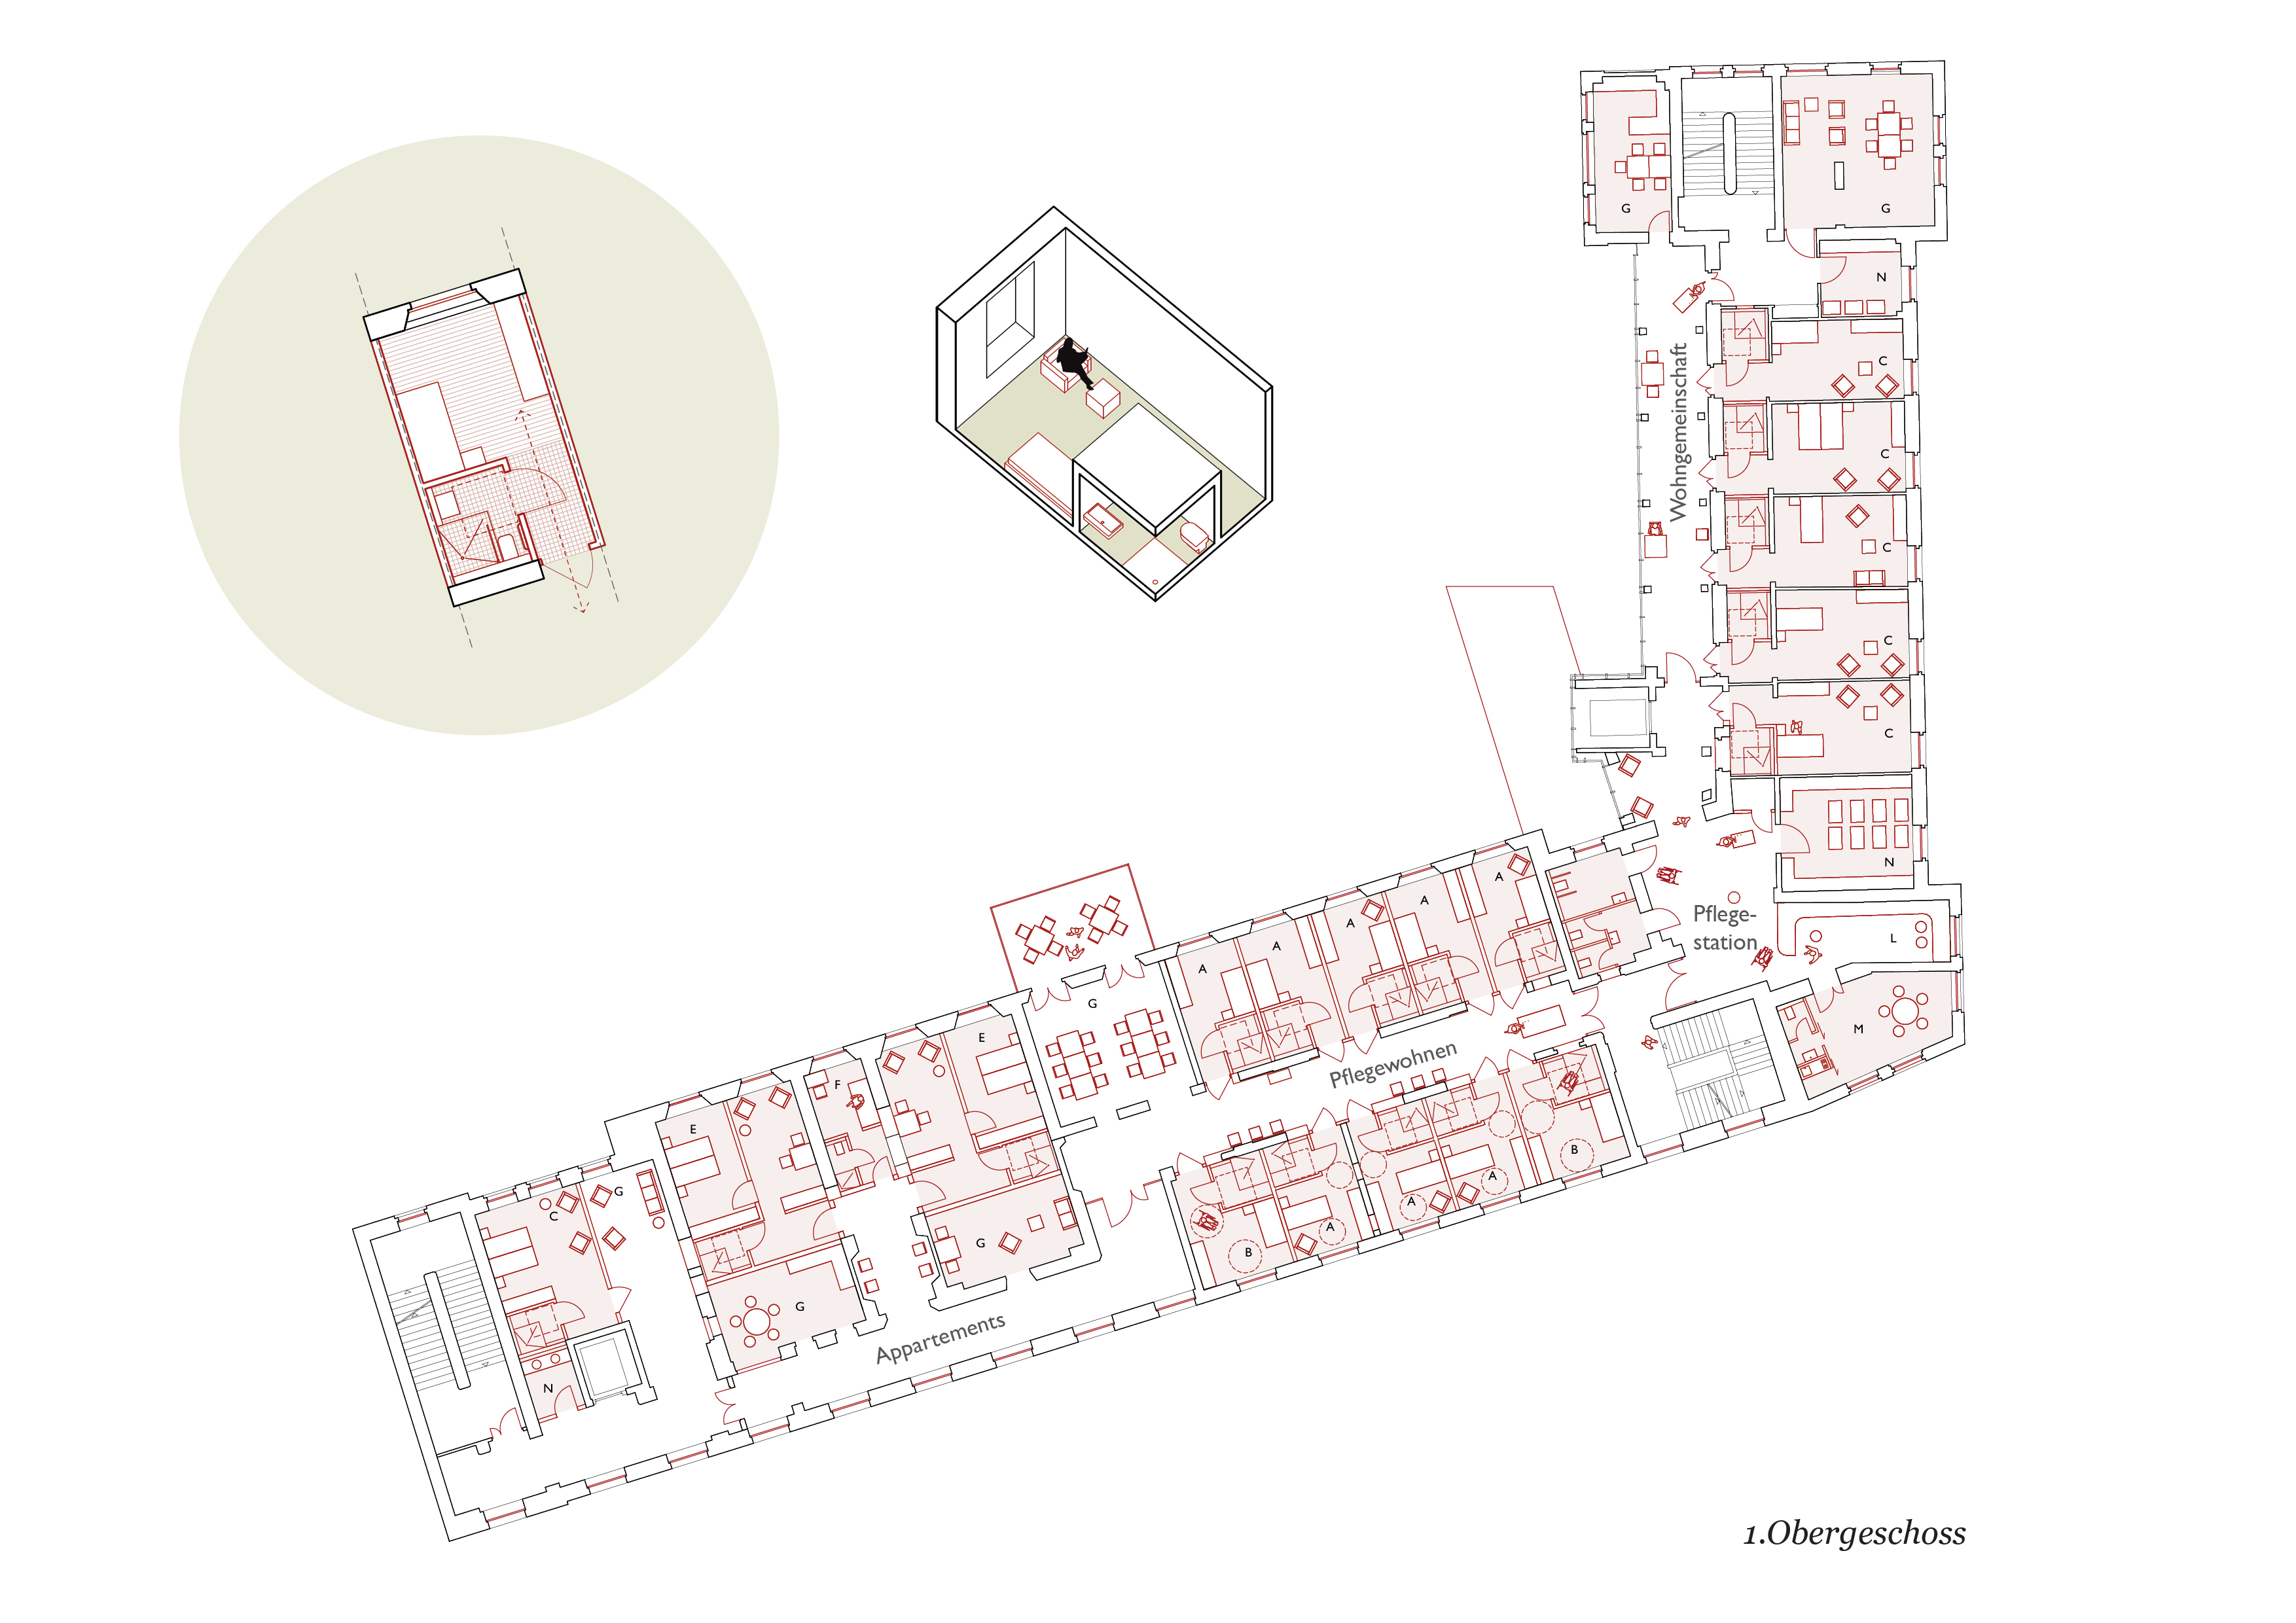 G
G
N
C
Wohngemeinschaft
C
C
C
C
N
A
A
A
A
A
Pflege-
station
L
G
M
E
Pflegewohnen
F
E
B
A
A
A
B
G
C
G
G
Appartements
N
1.Obergeschoss